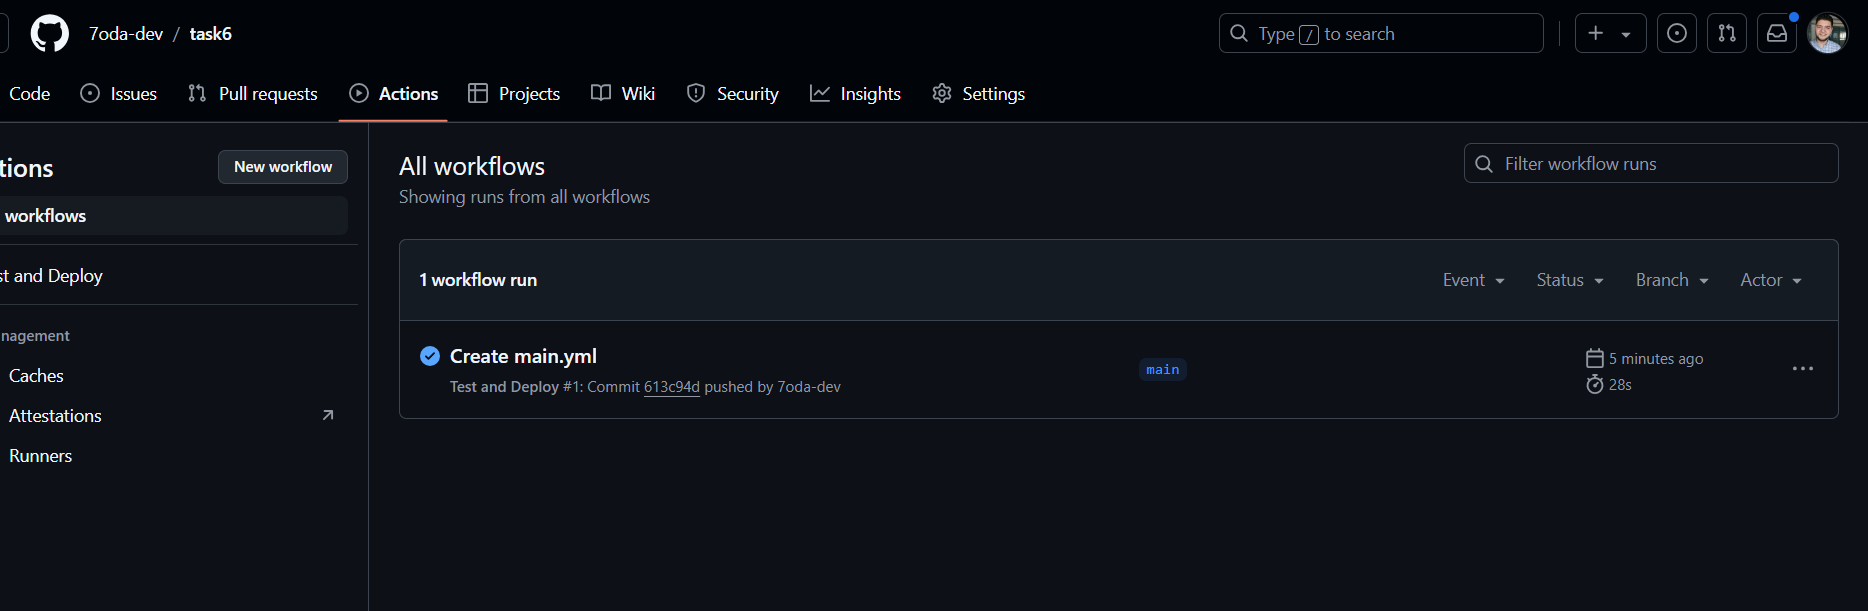 7oda-dev / task6
Type / to search
Code
Issues
Pull requests
Actions
Projects
Wiki
Security
Insights
Settings
tions
New workflow
workflows
st and Deploy
nagement
Caches
Attestations
Runners
All workflows
Showing runs from all workflows
Filter workflow runs
1 workflow run
Event
Status
Branch
Actor
Create main.yml
Test and Deploy #1: Commit 613c94d pushed by 7oda-dev
main
5 minutes ago
28s